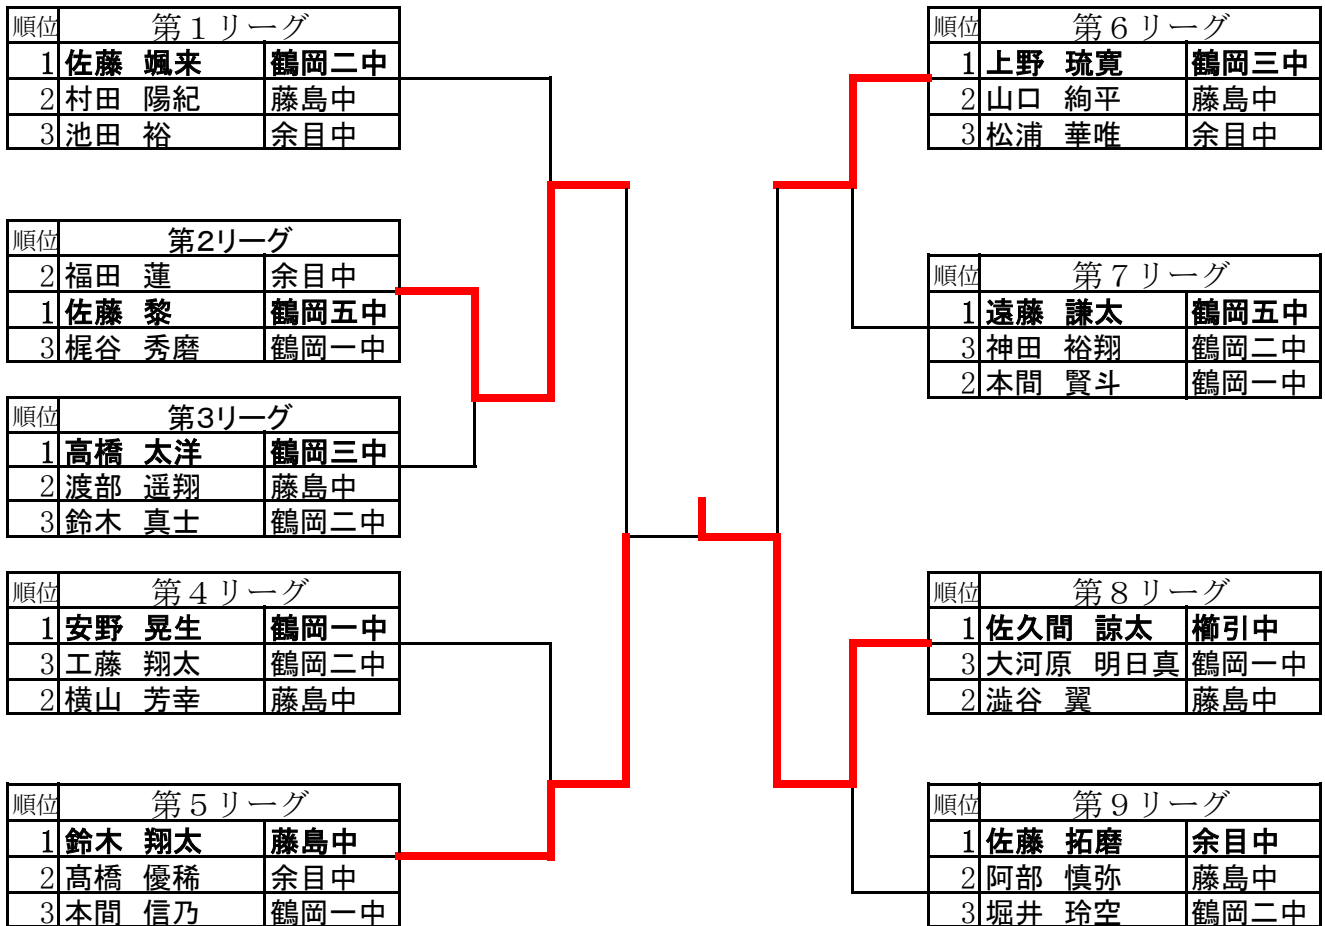 順位 第１リーグ
1 佐藤 颯来 鶴岡二中
2 村田 陽紀 藤島中
3 池田 裕 余目中
順位 第2リーグ
2 福田 蓮 余目中
1 佐藤 黎 鶴岡五中
3 梶谷 秀磨 鶴岡一中
順位 第3リーグ
1 高橋 太洋 鶴岡三中
2 渡部 遥翔 藤島中
3 鈴木 真士 鶴岡二中
順位 第４リーグ
1 安野 晃生 鶴岡一中
3 工藤 翔太 鶴岡二中
2 横山 芳幸 藤島中
順位 第５リーグ
1 鈴木 翔太 藤島中
2 髙橋 優稀 余目中
3 本間 信乃 鶴岡一中
順位 第６リーグ
1 上野 琉寛 鶴岡三中
2 山口 絢平 藤島中
3 松浦 華唯 余目中
順位 第７リーグ
1 遠藤 謙太 鶴岡五中
3 神田 裕翔 鶴岡二中
2 本間 賢斗 鶴岡一中
順位 第８リーグ
1 佐久間 諒太 櫛引中
3 大河原 明日真 鶴岡一中
2 澁谷 翼 藤島中
順位 第９リーグ
1 佐藤 拓磨 余目中
2 阿部 慎弥 藤島中
3 堀井 玲空 鶴岡二中